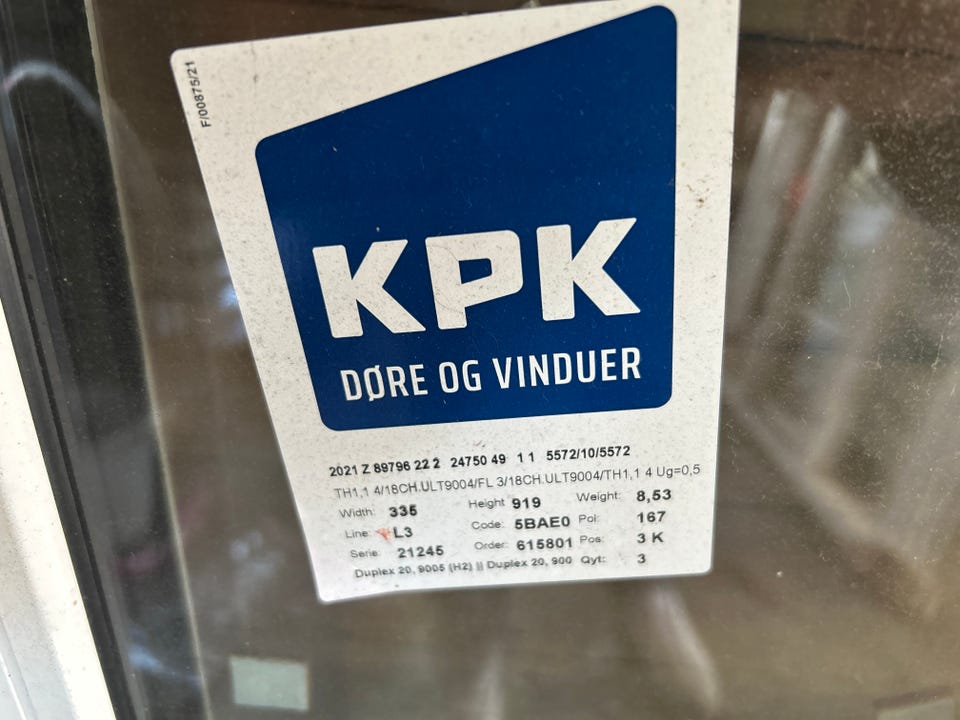 F/00875/21
KPK
DØRE OG VINDUER
2021 Z 89796 22 2 24750 49 1 1 5572/10/5572
TH1,1 4/18CH.ULT9004/FL 3/18CH.ULT9004/TH1,1 4 Ug=0,5
Width: 335 Height 919 Weight: 8,53
Line: L3 Code: 5BAE0 Pol: 167
Serie: 21245 Order: 615801 Pos: 3 K
Duplex 20, 9005 (H2) || Duplex 20, 900 Qyt: 3